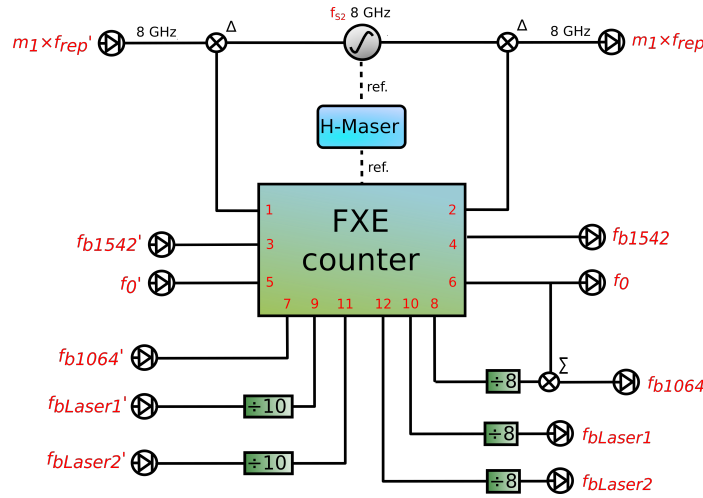 fS2 8 GHz
m1×frep'
8 GHz
Δ
Δ
8 GHz
m1×frep
ref.
H-Maser
ref.
1
FXE
2
fb1542'
3
counter
4
fb1542
f0'
5
6
f0
7
9
11
12
10
8
fb1064'
Σ
÷8
fb1064
fbLaser1'
÷10
÷8
fbLaser1
fbLaser2'
÷10
÷8
fbLaser2